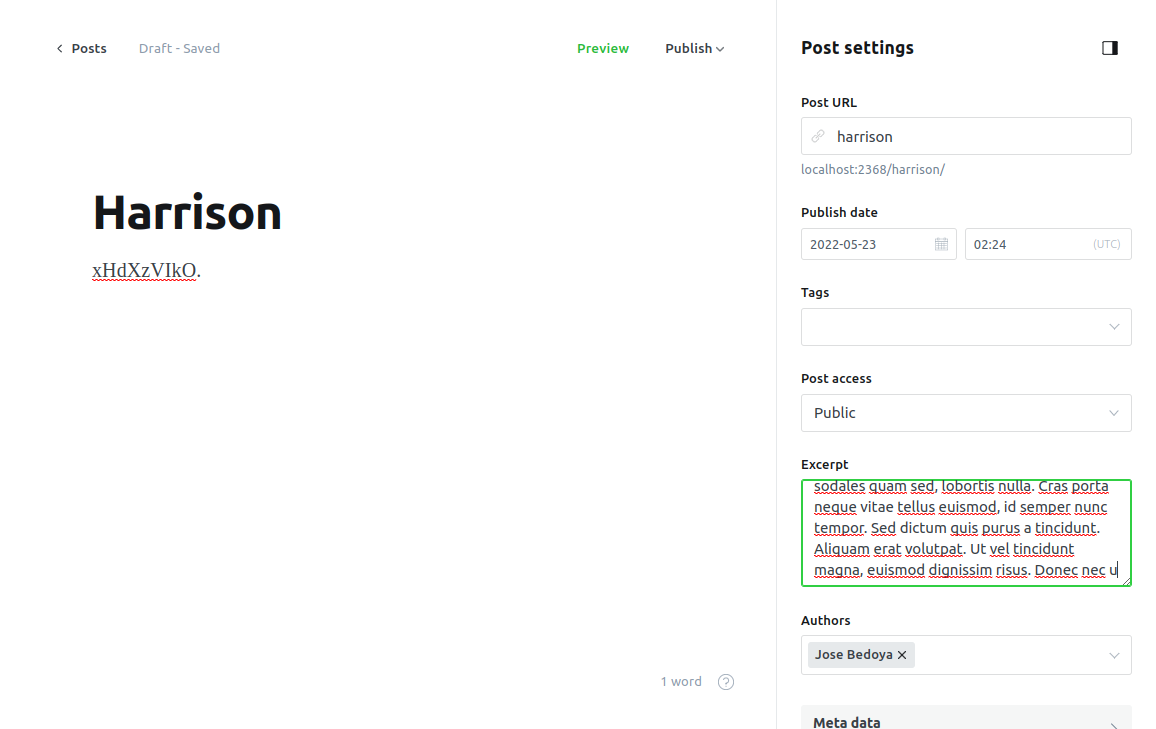 Posts
Draft - Saved
Preview
Publish
Harrison
xHdXzVIkO.
1 word
?
Post settings
Post URL
harrison
localhost:2368/harrison/
Publish date
2022-05-23
02:24
(UTC)
Tags
Post access
Public
Excerpt
sodales quam sed, lobortis nulla. Cras porta
neque vitae tellus euismod, id semper nunc
tempor. Sed dictum quis purus a tincidunt.
Aliquam erat volutpat. Ut vel tincidunt
magna, euismod dignissim risus. Donec nec u
Authors
Jose Bedoya
Meta data